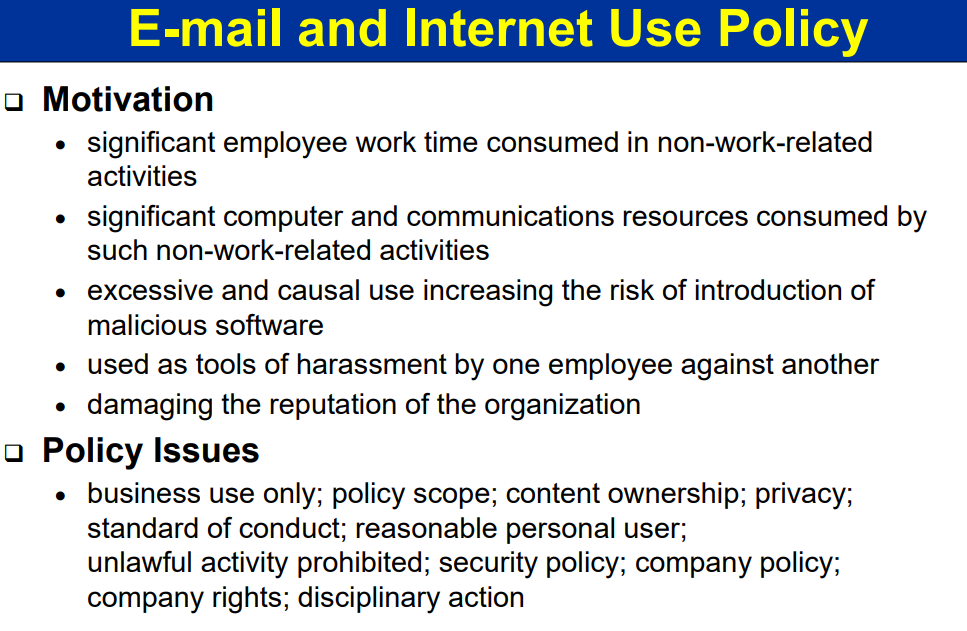 E-mail and Internet Use Policy
❑ Motivation
• significant employee work time consumed in non-work-related
activities
• significant computer and communications resources consumed by
such non-work-related activities
• excessive and causal use increasing the risk of introduction of
malicious software
• used as tools of harassment by one employee against another
• damaging the reputation of the organization
❑ Policy Issues
• business use only; policy scope; content ownership; privacy;
standard of conduct; reasonable personal user;
unlawful activity prohibited; security policy; company policy;
company rights; disciplinary action